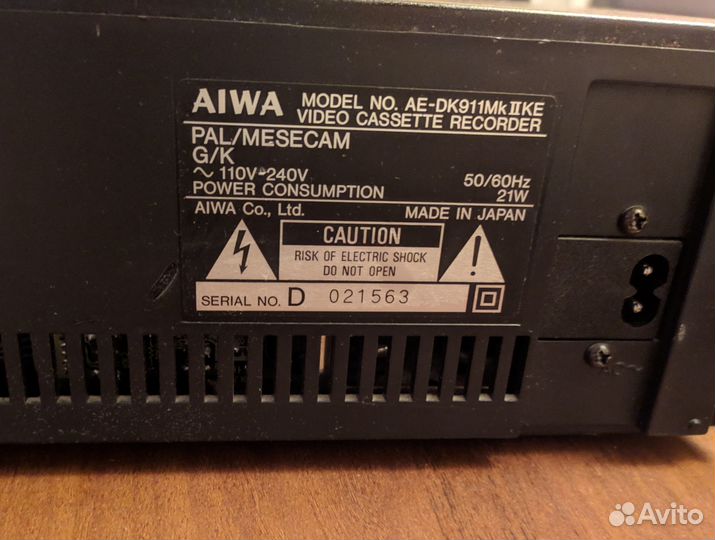 AIWA MODEL NO. AE-DK911MkⅡKE
VIDEO CASSETTE RECORDER
PAL/MESECAM
G/K
～ 110V-240V 50/60Hz
POWER CONSUMPTION 21W
AIWA Co., Ltd. MADE IN JAPAN
CAUTION
RISK OF ELECTRIC SHOCK
DO NOT OPEN
SERIAL NO. D 021563
Avito